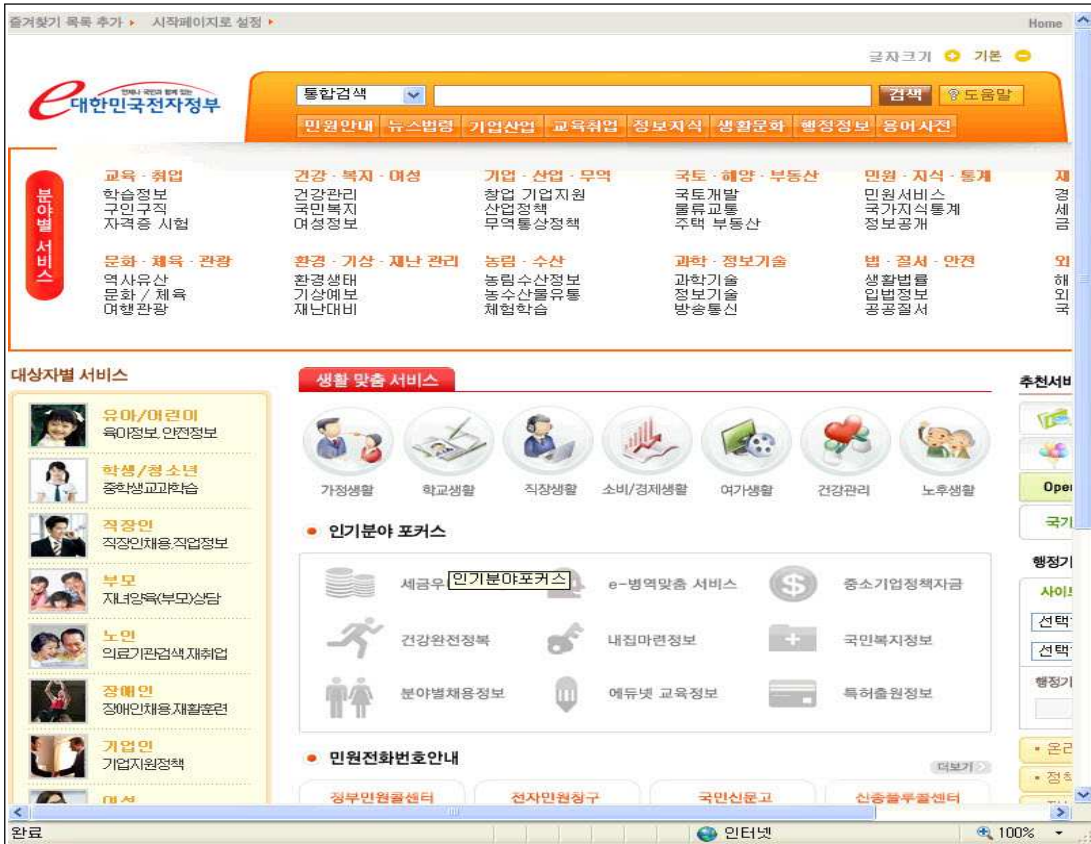 즐겨찾기 목록 추가 시작페이지로 설정 Home
글자크기 기본
언제나 국민과 함께 있는
e대한민국전자정부
통합검색 검색 도움말
민원안내 뉴스법령 기업산업 교육취업 정보지식 생활문화 행정정보 용어사전
분야별 서비스
교육 · 취업 건강 · 복지 · 여성 기업 · 산업 · 무역 국토 · 해양 · 부동산 민원 · 지식 · 통계 재
학습정보 건강관리 창업 기업지원 국토개발 민원서비스 경
구인구직 국민복지 산업정책 물류교통 국가지식통계 세
자격증 시험 여성정보 무역통상정책 주택 부동산 정보공개 금
문화 · 체육 · 관광 환경 · 기상 · 재난 관리 농림 · 수산 과학 · 정보기술 법 · 질서 · 안전 외
역사유산 환경생태 농림수산정보 과학기술 생활법률 해
문화 / 체육 기상예보 농수산물유통 정보기술 입법정보 외
여행관광 재난대비 체험학습 방송통신 공공질서 국
대상자별 서비스
유아/어린이
육아정보 안전정보
학생/청소년
중학생교과학습
직장인
직장인채용,직업정보
부모
자녀양육(부모)상담
노인
의료기관검색,재취업
장애인
장애인채용,재활훈련
기업인
기업지원정책
여성
생활 맞춤 서비스
가정생활 학교생활 직장생활 소비/경제생활 여가생활 건강관리 노후생활
인기분야 포커스
세금우 인기분야포커스 e-병역맞춤 서비스 중소기업정책자금
건강완전정복 내집마련정보 국민복지정보
분야별채용정보 에듀넷 교육정보 특허출원정보
민원전화번호안내 더보기
정부민원콜센터 전자민원창구 국민신문고 신종플루콜센터
추천서비
Oper
국가
행정기
사이트
선택
선택
행정기
온라
정책
완료 인터넷 100%